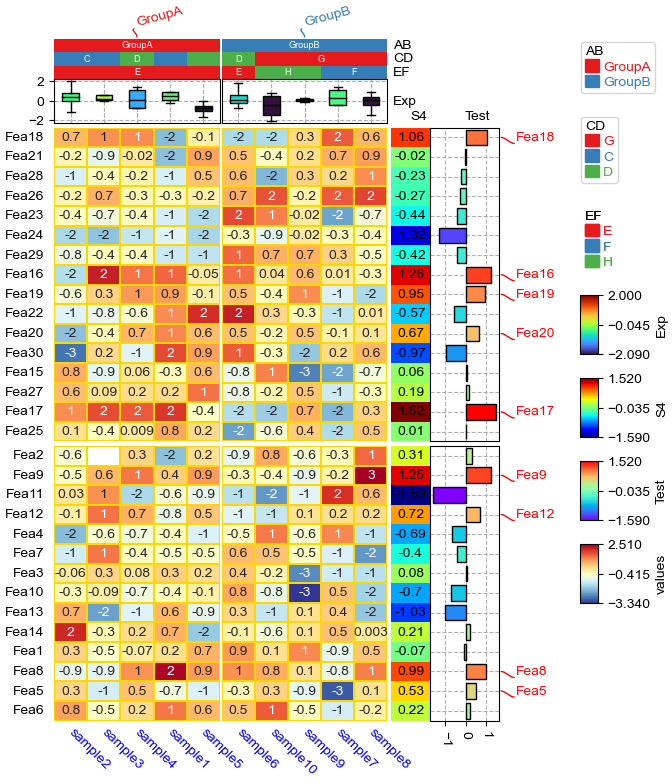 GroupA GroupB
GroupA GroupB AB
C D D G CD
E E H F EF
2
0
−2
Exp
S4 Test
Fea18 0.7 1 1 -2 -0.1 -2 -2 0.3 2 0.6 1.06 Fea18
Fea21 -0.2 -0.9 -0.02 -2 0.9 0.5 -0.4 0.2 0.7 0.9 -0.02
Fea28 -1 -0.4 -0.2 -1 0.5 0.6 -2 0.3 0.2 1 -0.23
Fea26 -0.2 0.7 -0.3 -0.3 -0.2 0.6 2 -0.2 2 2 -0.27
Fea23 -0.4 -0.7 -0.4 -1 -2 2 1 -0.02 -2 -0.7 -0.44
Fea24 -2 -2 -1 -1 -2 -0.3 -0.9 -0.02 -0.3 -0.4 -1.32
Fea29 -0.8 -0.4 -0.4 -1 -1 1 0.7 0.7 0.3 -0.5 -0.42
Fea16 -2 2 1 1 -0.05 1 0.04 0.6 0.01 -0.3 1.26 Fea16
Fea19 -0.6 0.3 1 0.9 -0.1 0.5 -0.4 1 -1 -2 0.95 Fea19
Fea22 -1 -0.8 -0.6 1 2 2 0.3 -0.3 -1 0.01 -0.57
Fea20 -2 -0.4 0.7 1 0.6 0.5 -0.2 0.5 -0.1 0.1 0.67 Fea20
Fea30 -3 0.2 -1 2 0.9 1 -0.3 -2 0.2 0.6 -0.97
Fea15 0.8 -0.9 0.06 -0.3 0.6 -0.8 1 -3 -2 -0.7 0.06
Fea27 0.6 0.09 0.2 0.2 1 -0.8 -0.2 0.5 -1 -0.3 0.19
Fea17 1 2 2 2 -0.4 -2 -2 0.7 -2 0.3 1.52 Fea17
Fea25 0.1 -0.4 0.009 0.8 0.2 -2 -0.6 0.4 -2 -0.5 0.01
Fea2 -0.6 0.3 -2 0.2 -0.9 0.8 -0.6 -0.3 1 0.31
Fea9 -0.5 0.6 1 0.4 0.9 -0.3 -0.4 -0.9 -0.2 3 1.25 Fea9
Fea11 0.03 1 -2 -0.6 -0.9 -1 -2 -1 2 0.6 -1.59
Fea12 -0.1 1 0.7 -0.8 0.5 -1 -1 0.1 0.2 0.2 0.72 Fea12
Fea4 -2 -0.6 -0.7 -0.4 -1 -0.5 1 -0.6 1 -1 -0.69
Fea7 -1 1 -0.4 -0.5 -0.5 0.6 0.5 -0.5 -1 -2 -0.4
Fea3 -0.06 0.3 0.08 0.3 0.2 0.4 -0.2 -3 -1 -1 0.08
Fea10 -0.3 -0.09 -0.7 -0.4 -0.1 0.8 -0.8 -3 0.5 -2 -0.7
Fea13 0.7 -2 -1 0.6 -0.9 0.3 -1 0.1 0.4 -2 -1.03
Fea14 2 -0.3 0.2 0.7 -2 -0.1 -0.6 0.1 0.5 0.003 0.21
Fea1 0.3 -0.5 -0.07 0.2 0.7 0.9 0.1 1 -0.9 0.5 -0.07
Fea8 -0.9 -0.9 1 2 0.9 1 0.8 0.1 -0.8 1 0.99 Fea8
Fea5 0.3 -1 0.5 -0.7 -1 -0.3 0.3 -0.9 -3 0.1 0.53 Fea5
Fea6 0.8 -0.5 0.2 1 0.6 0.5 1 -0.5 -1 -0.2 0.22
sample2 sample3 sample4 sample1 sample5 sample6 sample10 sample9 sample7 sample8 −1 0 1
AB
GroupA
GroupB
CD
G
C
D
EF
E
F
H
2.000
-0.045
-2.090
Exp
1.520
-0.035
-1.590
S4
1.520
-0.035
-1.590
Test
2.510
-0.415
-3.340
values